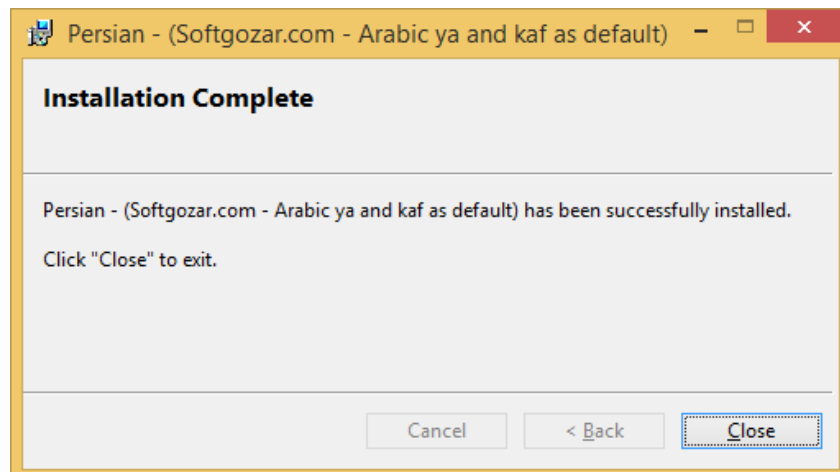 Persian - (Softgozar.com - Arabic ya and kaf as default)
Installation Complete
Persian - (Softgozar.com - Arabic ya and kaf as default) has been successfully installed.
Click "Close" to exit.
Cancel
< Back
Close